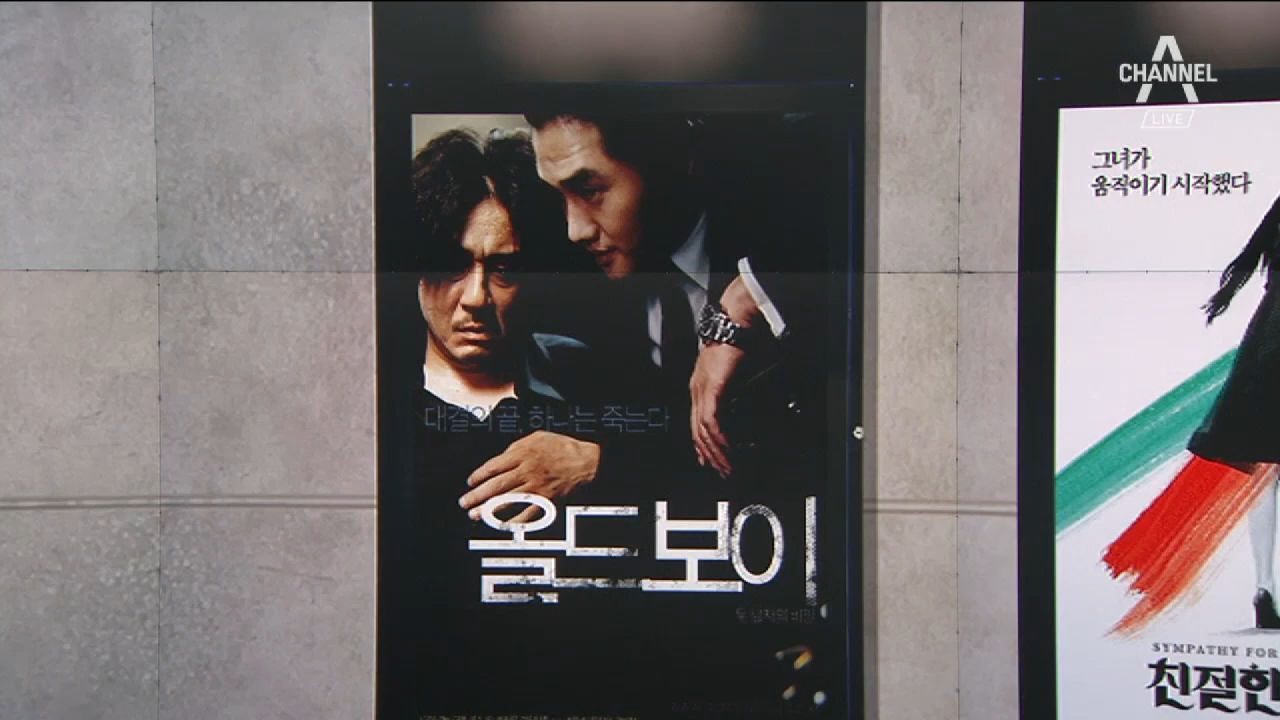 CHANNEL A
LIVE
그녀가
움직이기 시작했다
대결의 끝, 하나는 죽는다
올드보이
두 남자의 비밀
SYMPATHY FOR
친절한